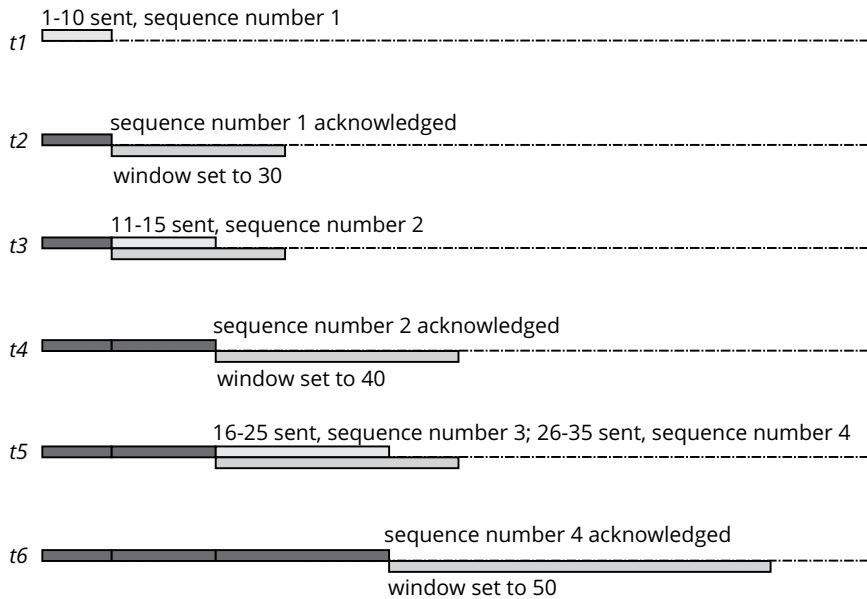 1-10 sent, sequence number 1
t1
sequence number 1 acknowledged
t2
window set to 30
11-15 sent, sequence number 2
t3
sequence number 2 acknowledged
t4
window set to 40
16-25 sent, sequence number 3; 26-35 sent, sequence number 4
t5
sequence number 4 acknowledged
t6
window set to 50